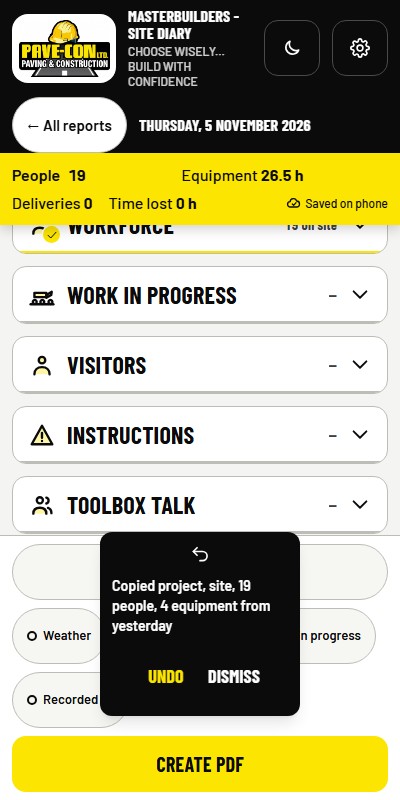 PAVE-CON LTD.
PAVING & CONSTRUCTION
MASTERBUILDERS -
SITE DIARY
CHOOSE WISELY...
BUILD WITH
CONFIDENCE
← All reports
THURSDAY, 5 NOVEMBER 2026
People 19
Equipment 26.5 h
Deliveries 0
Time lost 0 h
Saved on phone
WORKFORCE
19 on site
WORK IN PROGRESS
–
VISITORS
–
INSTRUCTIONS
–
TOOLBOX TALK
–
Copied project, site, 19
people, 4 equipment from
yesterday
UNDO
DISMISS
Weather
n progress
Recorded
CREATE PDF